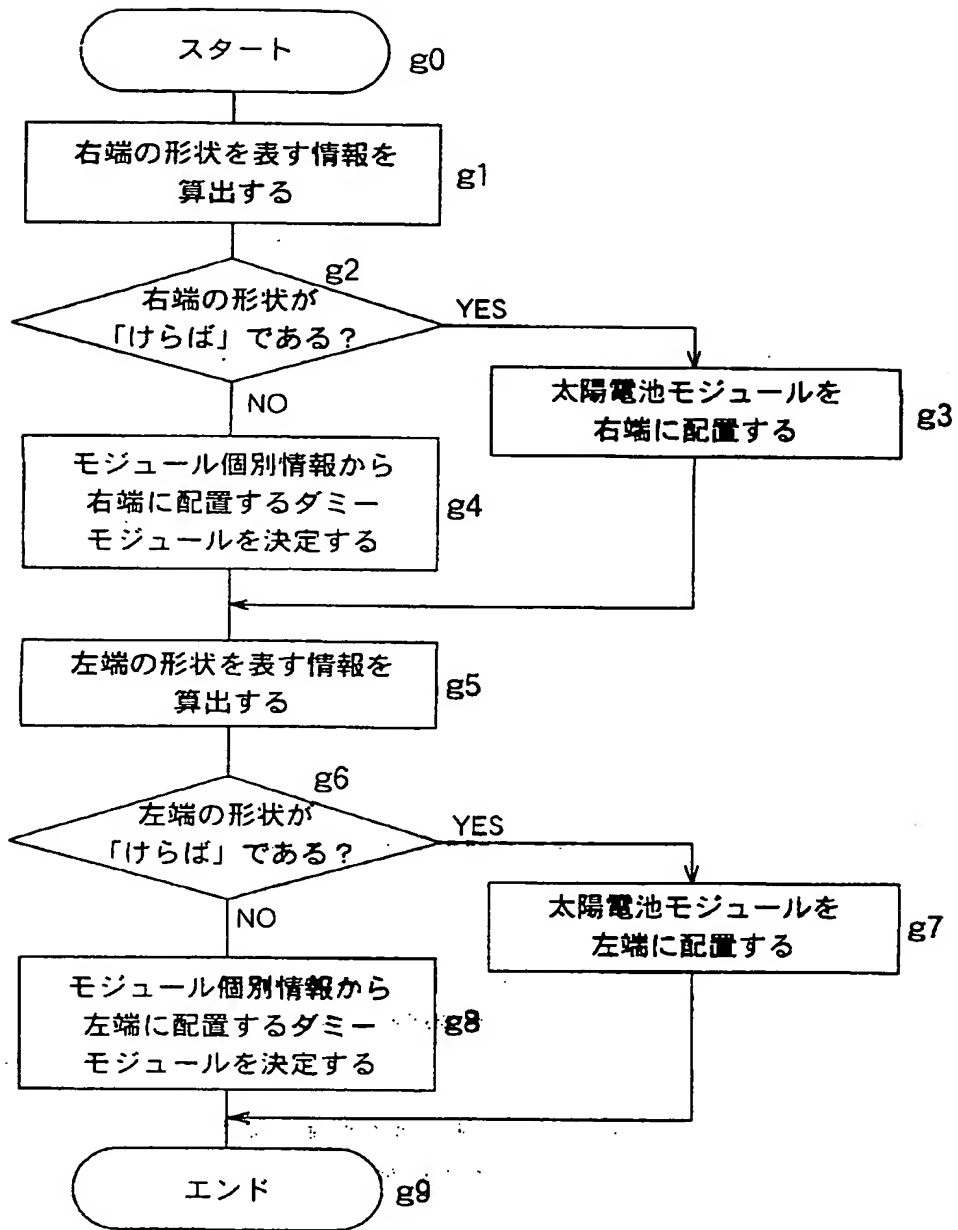 スタート
g0
右端の形状を表す情報を
算出する
g1
g2
右端の形状が
「けらば」である？
YES
NO
太陽電池モジュールを
右端に配置する
g3
モジュール個別情報から
右端に配置するダミー
モジュールを決定する
g4
左端の形状を表す情報を
算出する
g5
g6
左端の形状が
「けらば」である？
YES
NO
太陽電池モジュールを
左端に配置する
g7
モジュール個別情報から
左端に配置するダミー
モジュールを決定する
g8
エンド
g9